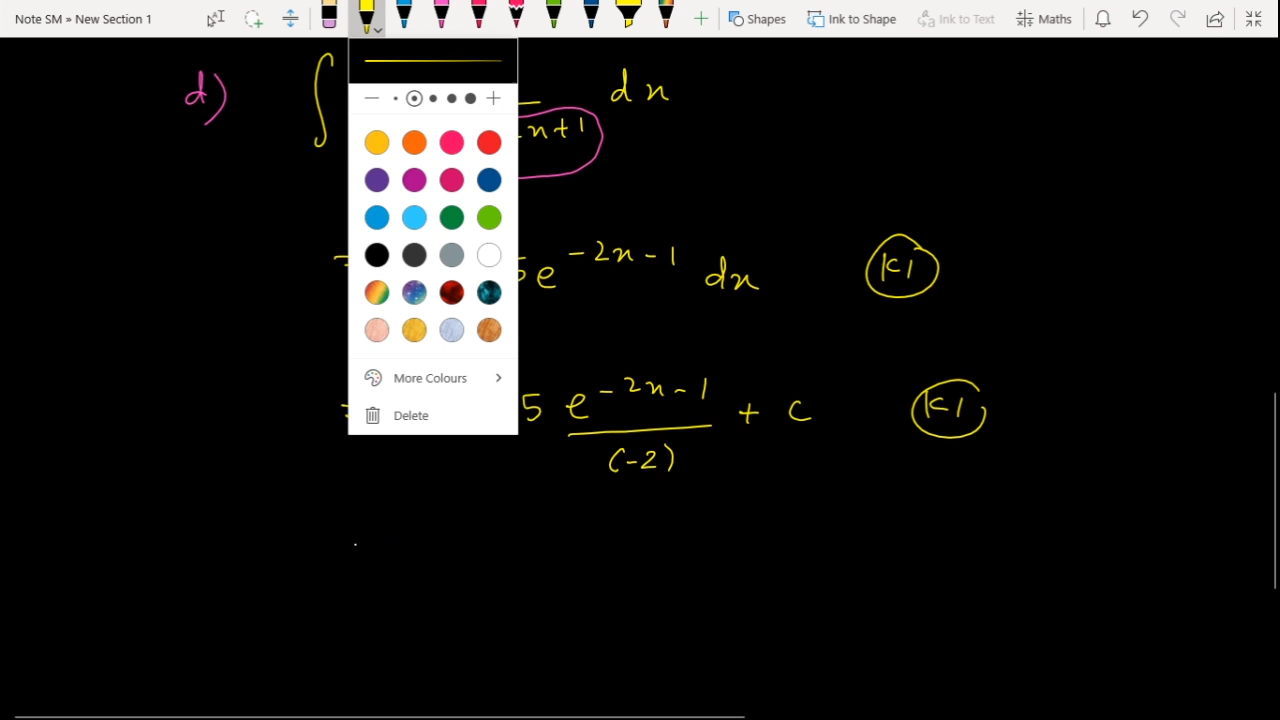 Note SM » New Section 1 Shapes Ink to Shape Ink to Text Maths
d) ∫ dx
x+1
5e^{-2x-1} dx K1
5 e^{-2x-1} + c K1
(-2)
More Colours
Delete